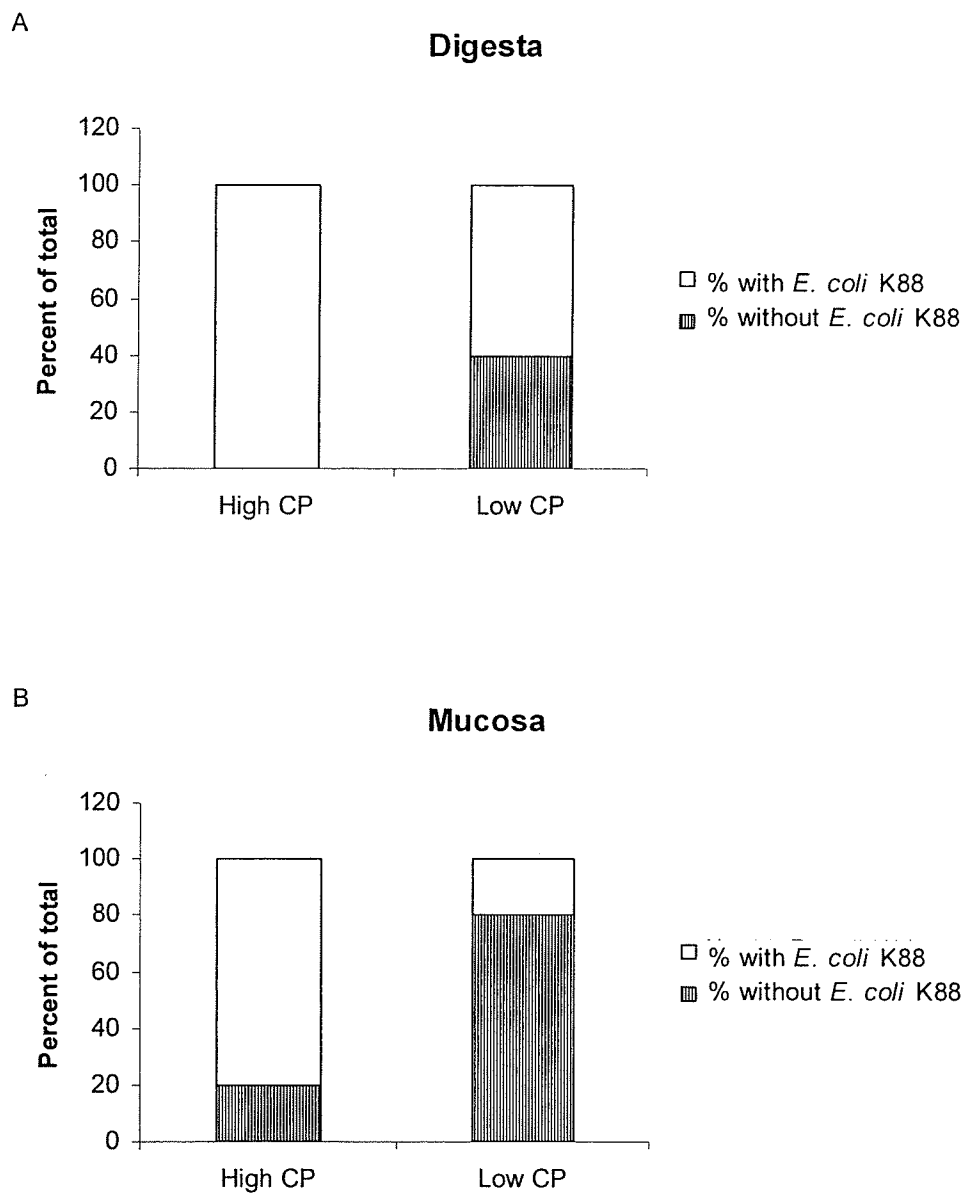 A
Digesta
Percent of total
120
100
80
60
40
20
0
High CP
Low CP
% with E. coli K88
% without E. coli K88
B
Mucosa
Percent of total
120
100
80
60
40
20
0
High CP
Low CP
% with E. coli K88
% without E. coli K88